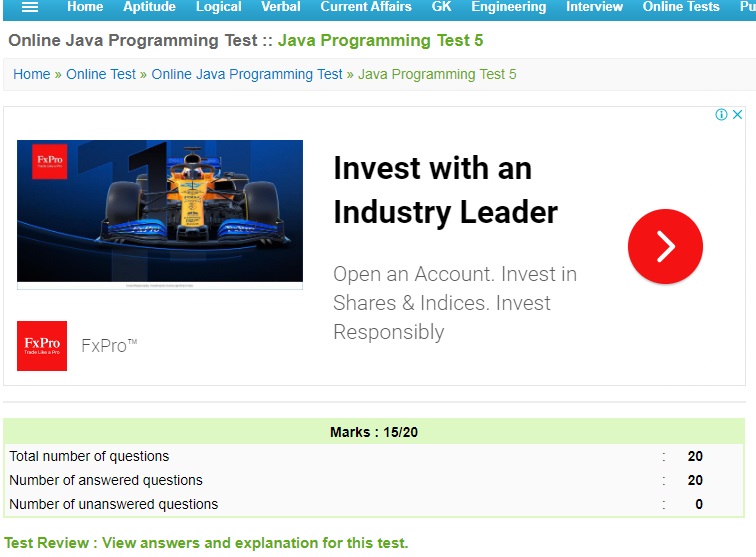 Home Aptitude Logical Verbal Current Affairs GK Engineering Interview Online Tests Pu
Online Java Programming Test :: Java Programming Test 5
Home » Online Test » Online Java Programming Test » Java Programming Test 5
FxPro
Invest with an
Industry Leader
Open an Account. Invest in
Shares & Indices. Invest
Responsibly
FxPro
Trade Like a Pro
FxPro™
Marks : 15/20
Total number of questions : 20
Number of answered questions : 20
Number of unanswered questions : 0
Test Review : View answers and explanation for this test.